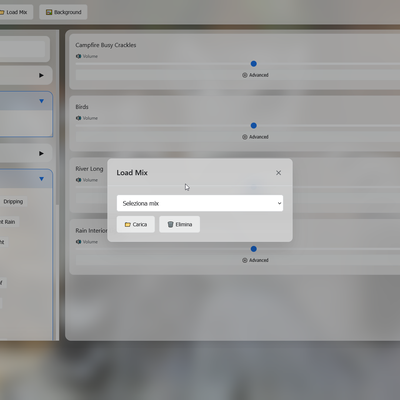 Load Mix
Background
Campfire Busy Crackles
Volume
Advanced
Birds
Volume
Advanced
River Long
Volume
Load Mix
Seleziona mix
Carica
Elimina
Rain Interior
Volume
Advanced
Dripping
Rain